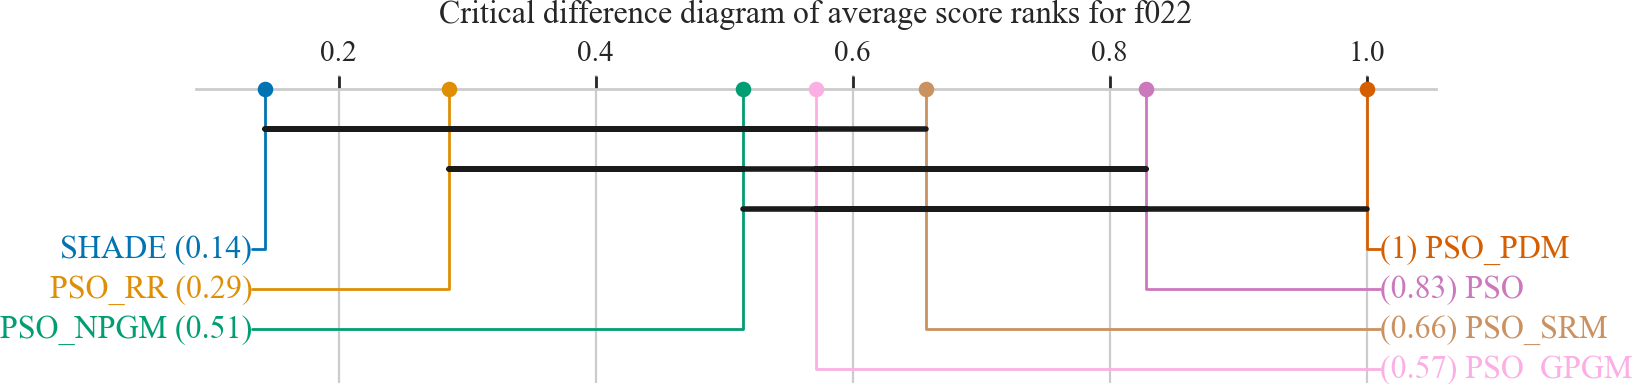 Critical difference diagram of average score ranks for f022
0.2 0.4 0.6 0.8 1.0
SHADE (0.14) (1) PSO_PDM
PSO_RR (0.29) (0.83) PSO
PSO_NPGM (0.51) (0.66) PSO_SRM
(0.57) PSO_GPGM